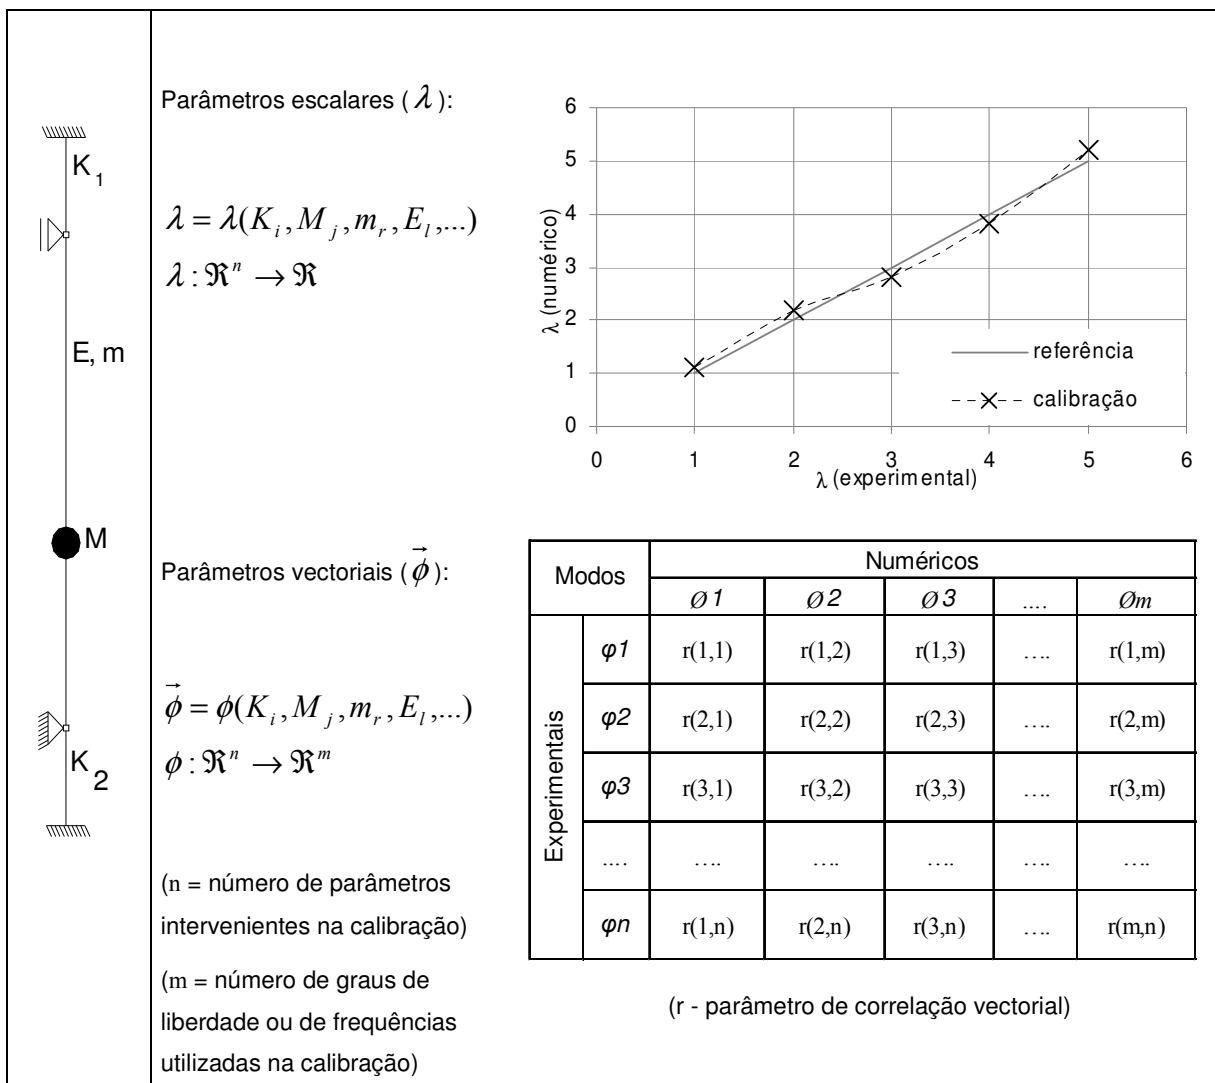 K1
E, m
M
K2
Parâmetros escalares ( λ ):
λ = λ(K_i, M_j, m_r, E_l,...)
λ : ℜ^n → ℜ
Parâmetros vectoriais ( ϕ⃗ ):
ϕ⃗ = ϕ(K_i, M_j, m_r, E_l,...)
ϕ : ℜ^n → ℜ^m
(n = número de parâmetros
intervenientes na calibração)
(m = número de graus de
liberdade ou de frequências
utilizadas na calibração)
6
5
4
3
2
1
0
λ (numérico)
referência
calibração
0 1 2 3 4 5 6
λ (experimental)
Modos Numéricos
Ø1 Ø2 Ø3 .... Øm
Experimentais
φ1 r(1,1) r(1,2) r(1,3) .... r(1,m)
φ2 r(2,1) r(2,2) r(2,3) .... r(2,m)
φ3 r(3,1) r(3,2) r(3,3) .... r(3,m)
.... .... .... .... .... ....
φn r(1,n) r(2,n) r(3,n) .... r(m,n)
(r - parâmetro de correlação vectorial)